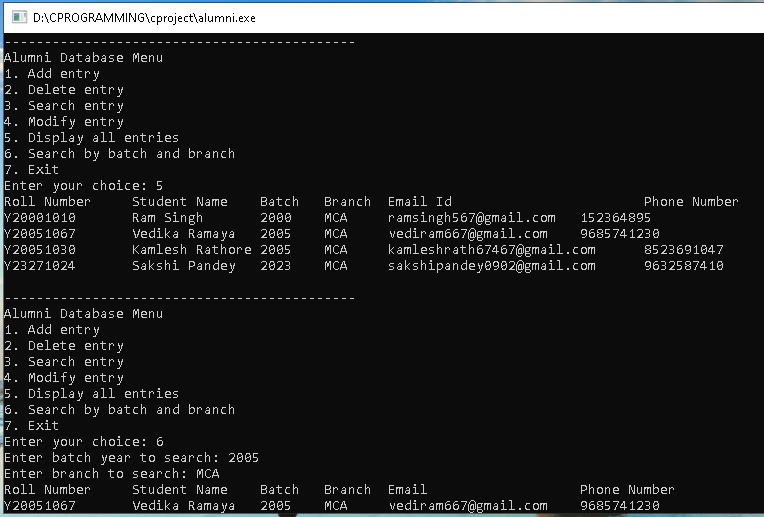 D:\CPROGRAMMING\cproject\alumni.exe
--------------------------------------------
Alumni Database Menu
1. Add entry
2. Delete entry
3. Search entry
4. Modify entry
5. Display all entries
6. Search by batch and branch
7. Exit
Enter your choice: 5
Roll Number Student Name Batch Branch Email Id Phone Number
Y20001010 Ram Singh 2000 MCA ramsingh567@gmail.com 152364895
Y20051067 Vedika Ramaya 2005 MCA vediram667@gmail.com 9685741230
Y20051030 Kamlesh Rathore 2005 MCA kamleshrath67467@gmail.com 8523691047
Y23271024 Sakshi Pandey 2023 MCA sakshipandey0902@gmail.com 9632587410
--------------------------------------------
Alumni Database Menu
1. Add entry
2. Delete entry
3. Search entry
4. Modify entry
5. Display all entries
6. Search by batch and branch
7. Exit
Enter your choice: 6
Enter batch year to search: 2005
Enter branch to search: MCA
Roll Number Student Name Batch Branch Email Phone Number
Y20051067 Vedika Ramaya 2005 MCA vediram667@gmail.com 9685741230